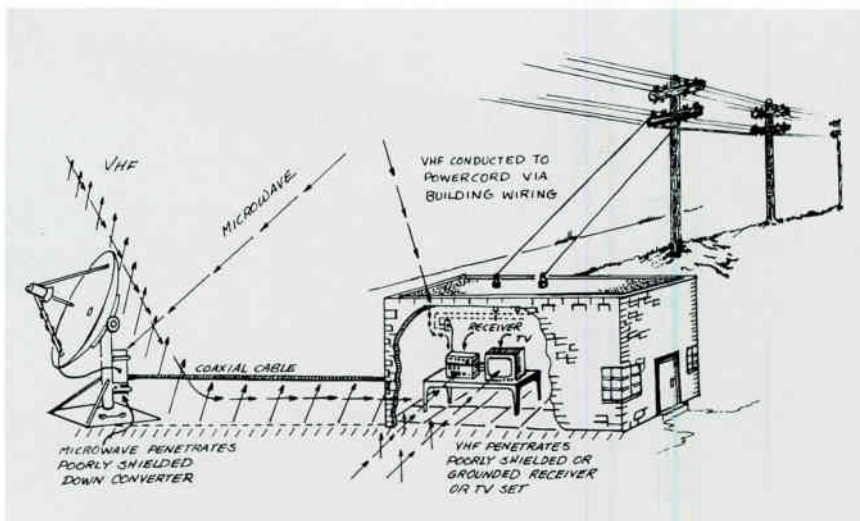 VHF
MICROWAVE
VHF CONDUCTED TO
POWERCORD VIA
BUILDING WIRING
RECEIVER
TV
COAXIAL CABLE
MICROWAVE PENETRATES
POORLY SHIELDED
DOWN CONVERTER
VHF PENETRATES
POORLY SHIELDED OR
GROUNDED RECEIVER
OR TV SET